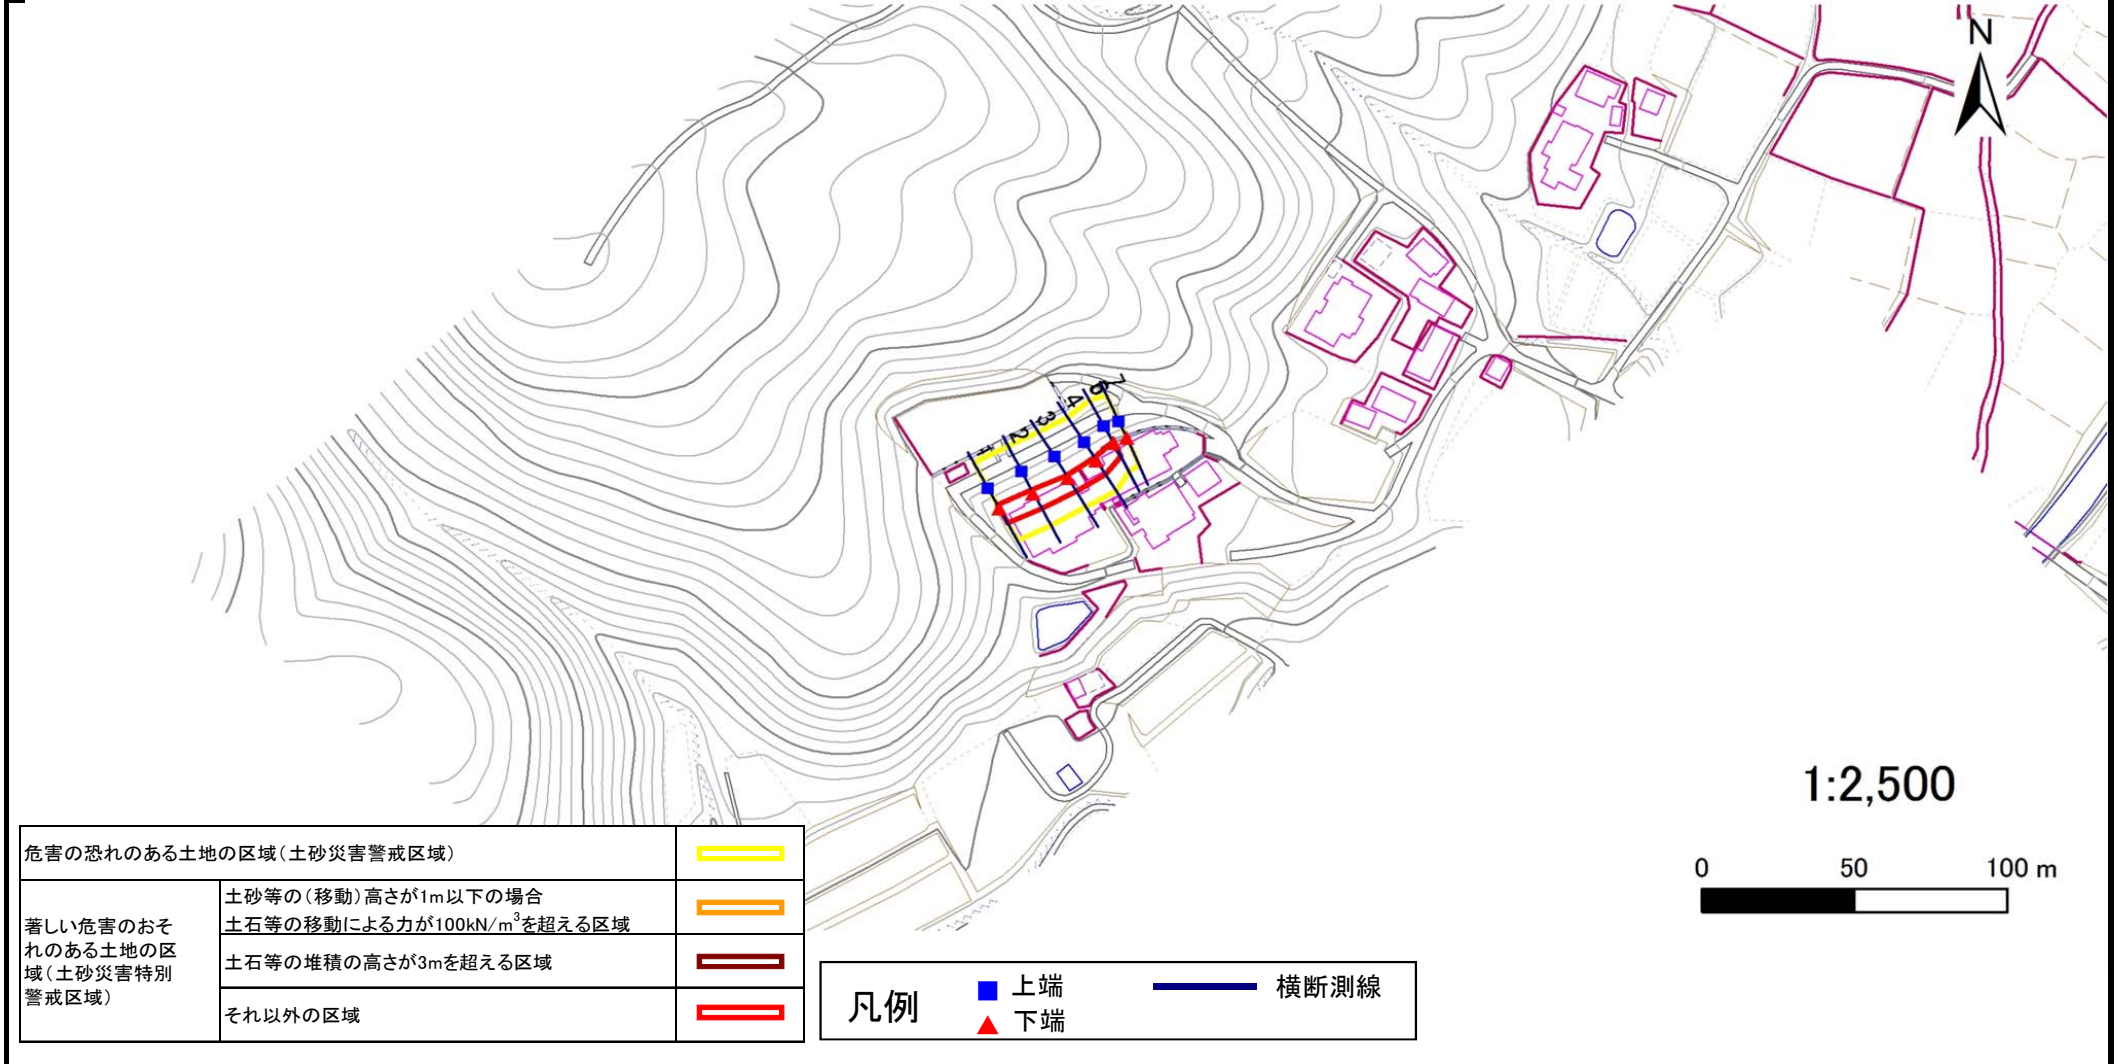 N
1
2
3
4
6
7
1:2,500
0 50 100 m
危害の恐れのある土地の区域(土砂災害警戒区域)
著しい危害のおそ
れのある土地の区
域(土砂災害特別
警戒区域)
土砂等の(移動)高さが1m以下の場合
土石等の移動による力が100kN/m³を超える区域
土石等の堆積の高さが3mを超える区域
それ以外の区域
凡例
上端
下端
横断測線